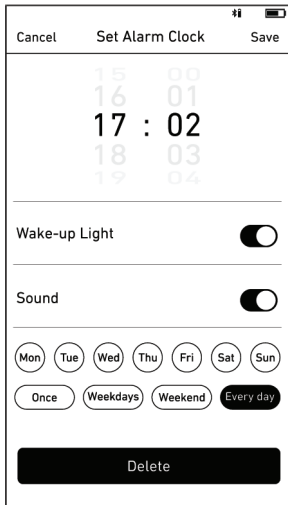 Cancel Set Alarm Clock Save
15 00
16 01
17 : 02
18 03
19 04
Wake-up Light
Sound
Mon Tue Wed Thu Fri Sat Sun
Once Weekdays Weekend Every day
Delete